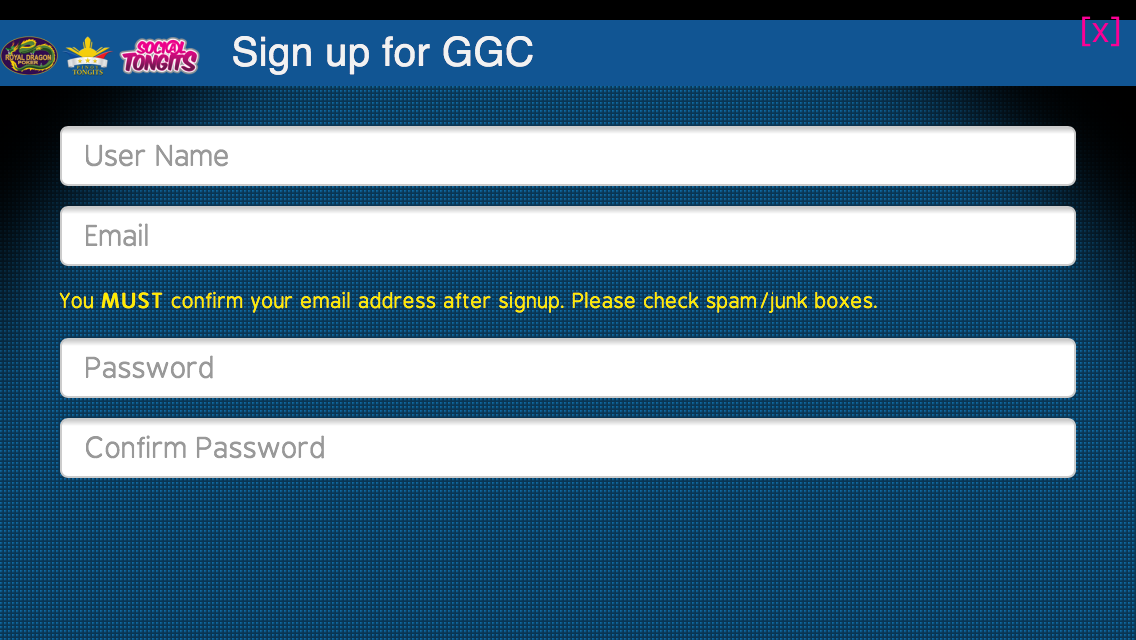 ROYAL DRAGON
POKER
TONGITS
SOCIAL
TONGITS
Sign up for GGC
[x]
User Name
Email
You MUST confirm your email address after signup. Please check spam/junk boxes.
Password
Confirm Password